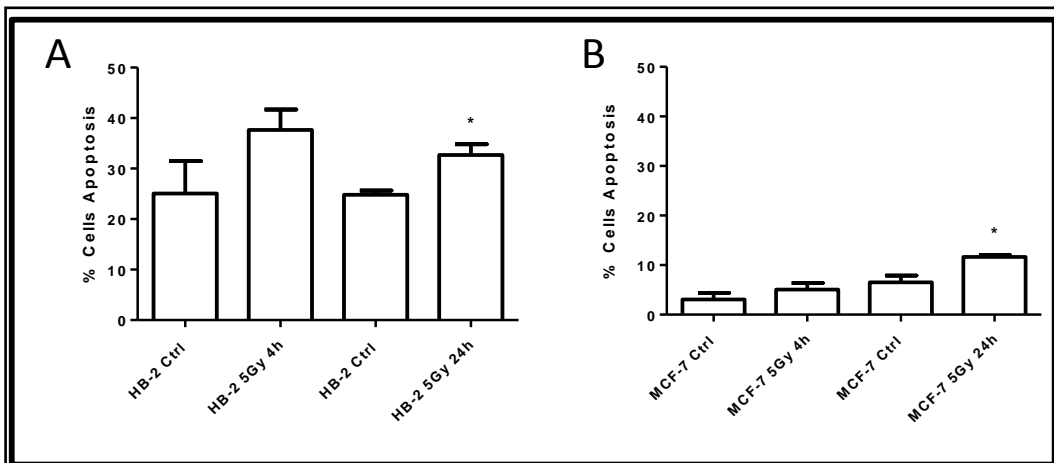 A
% Cells Apoptosis
50
40
30
20
10
0
*
HB-2 Ctrl
HB-2 5Gy 4h
HB-2 Ctrl
HB-2 5Gy 24h
B
% Cells Apoptosis
50
40
30
20
10
0
*
MCF-7 Ctrl
MCF-7 5Gy 4h
MCF-7 Ctrl
MCF-7 5Gy 24h